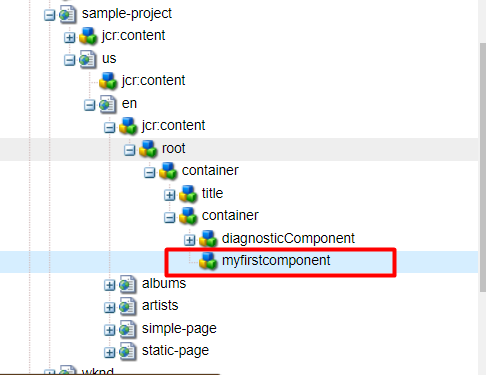 sample-project
jcr:content
us
jcr:content
en
jcr:content
root
container
title
container
diagnosticComponent
myfirstcomponent
albums
artists
simple-page
static-page
wknd